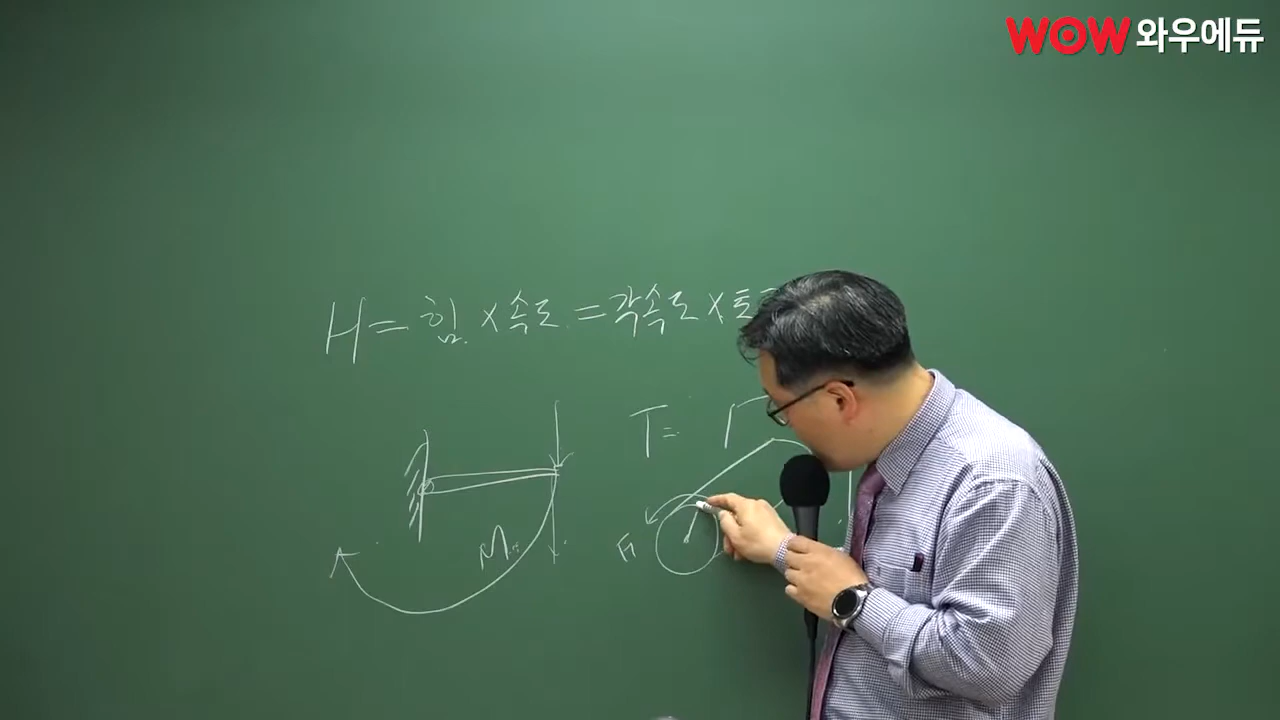 WOW 와우에듀
H = 힘 × 속도 = 각속도 × 토
T =
M
F